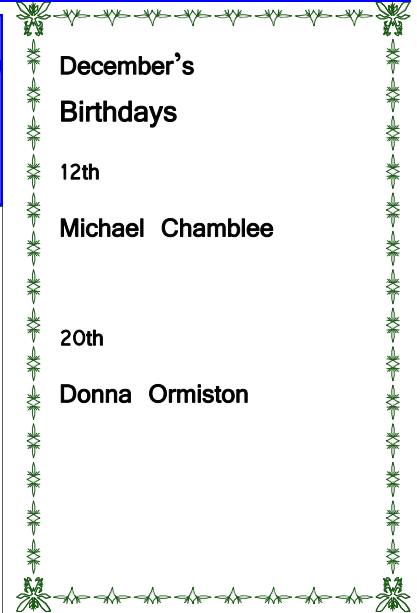 December's
Birthdays
12th
Michael Chamblee
20th
Donna Ormiston